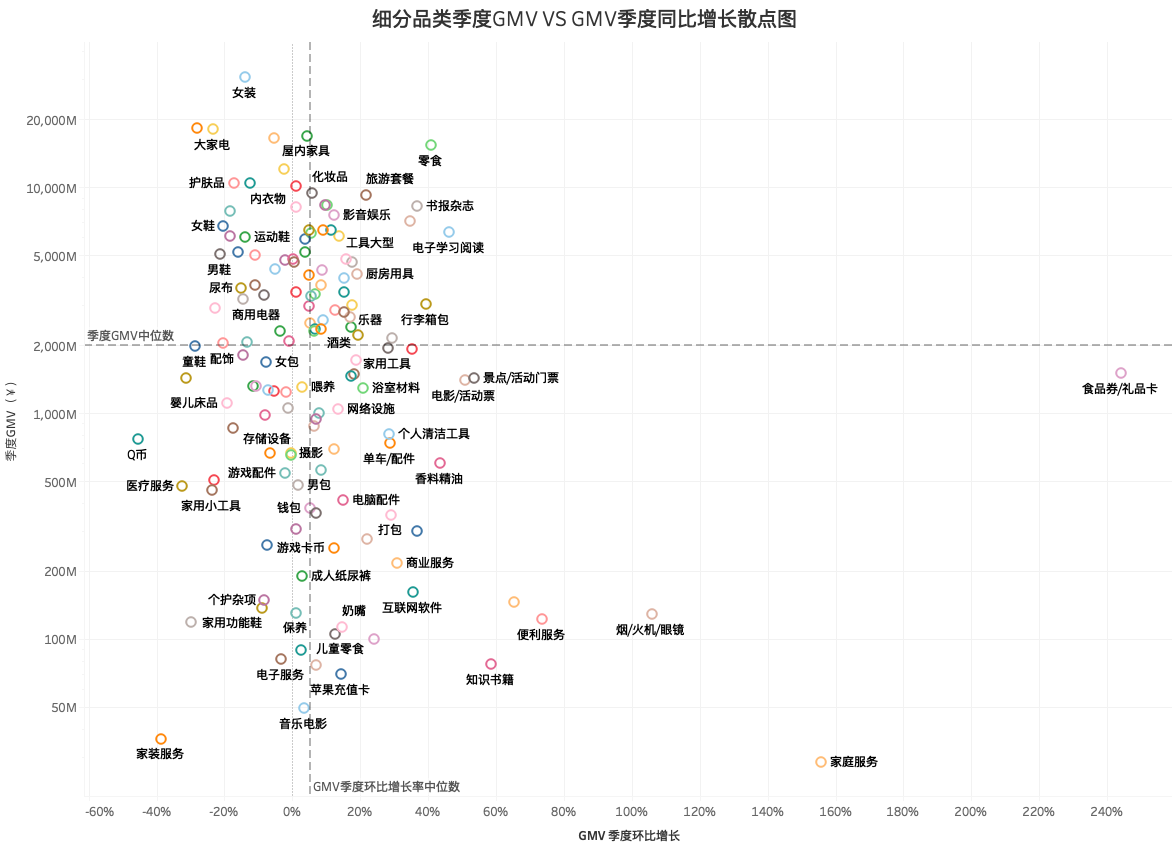 细分品类季度GMV VS GMV季度同比增长散点图
女装
20,000M
大家电
屋内家具
零食
10,000M
护肤品
内衣物
化妆品
旅游套餐
影音娱乐
书报杂志
女鞋
运动鞋
工具大型
电子学习阅读
5,000M
男鞋
厨房用具
尿布
商用电器
乐器
行李箱包
季度GMV中位数
酒类
2,000M
童鞋
配饰
女包
家用工具
景点/活动门票
喂养
浴室材料
电影/活动票
食品券/礼品卡
婴儿床品
网络设施
1,000M
季度GMV（¥）
存储设备
个人清洁工具
Q币
摄影
单车/配件
游戏配件
香料精油
500M
医疗服务
男包
家用小工具
钱包
电脑配件
打包
游戏卡币
商业服务
200M
成人纸尿裤
个护杂项
奶嘴
互联网软件
家用功能鞋
保养
便利服务
烟/火机/眼镜
100M
儿童零食
电子服务
苹果充值卡
知识书籍
50M
音乐电影
家装服务
家庭服务
GMV季度环比增长率中位数
-60%
-40%
-20%
0%
20%
40%
60%
80%
100%
120%
140%
160%
180%
200%
220%
240%
GMV 季度环比增长